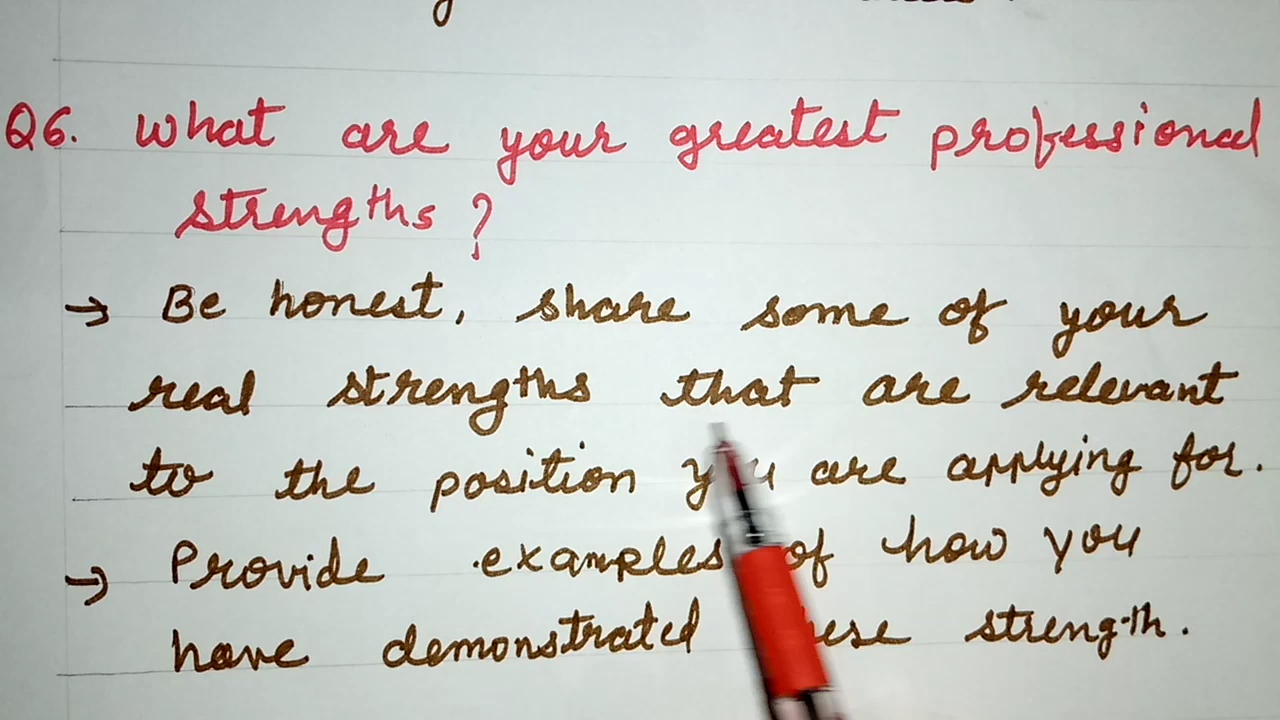 Q6. What are your greatest professional
strengths ?
→ Be honest, share some of your
real strengths that are relevant
to the position you are applying for.
→ Provide examples of how you
have demonstrated these strength.